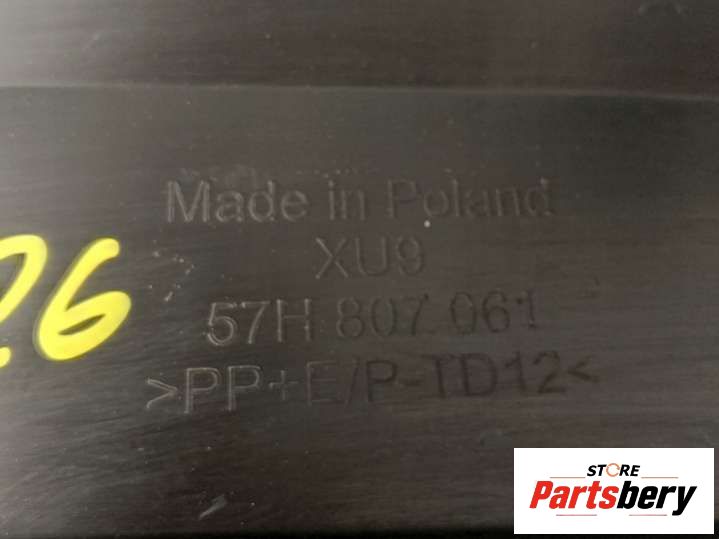 Made in Poland
XU9
57H 807 061
>PP+E/P-TD12<
26
STORE
Partsbery